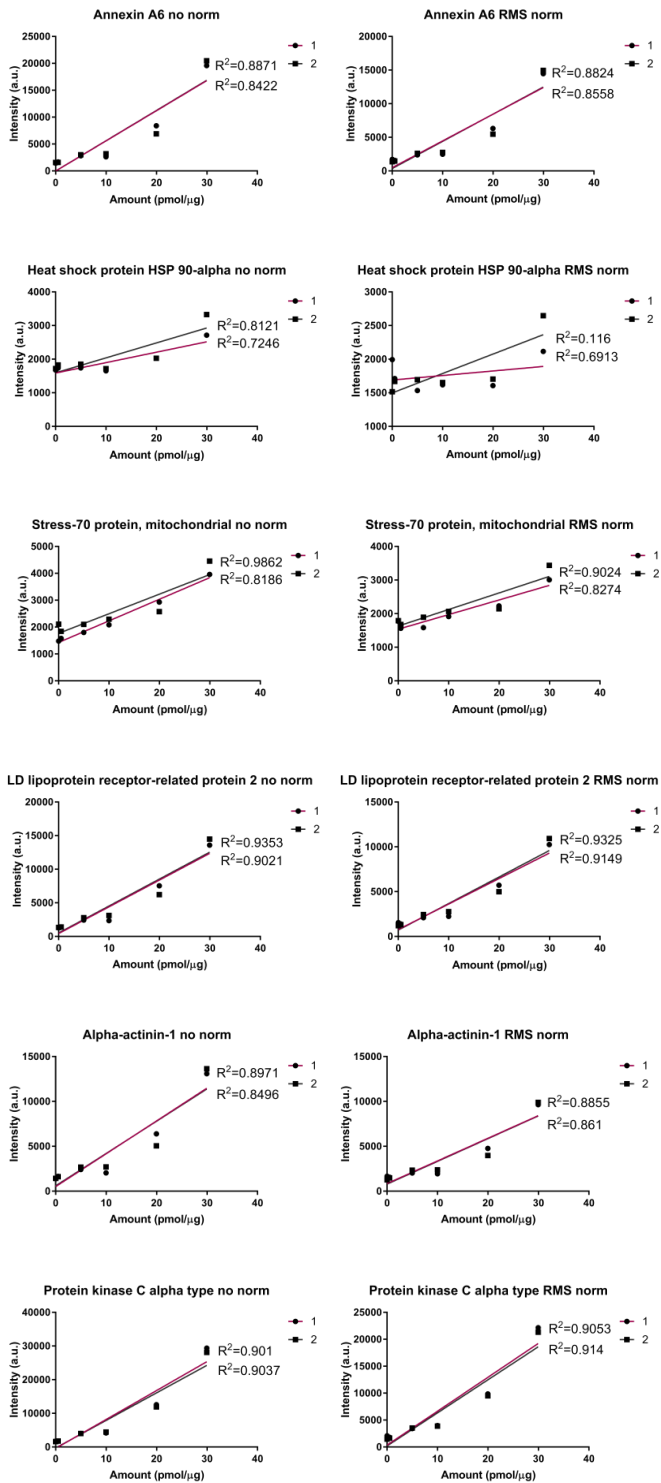 Annexin A6 no norm
25000
20000
15000
10000
5000
0
0 10 20 30 40
Intensity (a.u.)
Amount (pmol/µg)
R²=0.8871
R²=0.8422
1
2
Annexin A6 RMS norm
20000
15000
10000
5000
0
0 10 20 30 40
Intensity (a.u.)
Amount (pmol/µg)
R²=0.8824
R²=0.8558
1
2
Heat shock protein HSP 90-alpha no norm
4000
3000
2000
1000
0
0 10 20 30 40
Intensity (a.u.)
Amount (pmol/µg)
R²=0.8121
R²=0.7246
1
2
Heat shock protein HSP 90-alpha RMS norm
3000
2500
2000
1500
1000
0 10 20 30 40
Intensity (a.u.)
Amount (pmol/µg)
R²=0.116
R²=0.6913
1
2
Stress-70 protein, mitochondrial no norm
5000
4000
3000
2000
1000
0
0 10 20 30 40
Intensity (a.u.)
Amount (pmol/µg)
R²=0.9862
R²=0.8186
1
2
Stress-70 protein, mitochondrial RMS norm
4000
3000
2000
1000
0
0 10 20 30 40
Intensity (a.u.)
Amount (pmol/µg)
R²=0.9024
R²=0.8274
1
2
LD lipoprotein receptor-related protein 2 no norm
20000
15000
10000
5000
0
0 10 20 30 40
Intensity (a.u.)
Amount (pmol/µg)
R²=0.9353
R²=0.9021
1
2
LD lipoprotein receptor-related protein 2 RMS norm
15000
10000
5000
0
0 10 20 30 40
Intensity (a.u.)
Amount (pmol/µg)
R²=0.9325
R²=0.9149
1
2
Alpha-actinin-1 no norm
15000
10000
5000
0
0 10 20 30 40
Intensity (a.u.)
Amount (pmol/µg)
R²=0.8971
R²=0.8496
1
2
Alpha-actinin-1 RMS norm
15000
10000
5000
0
0 10 20 30 40
Intensity (a.u.)
Amount (pmol/µg)
R²=0.8855
R²=0.861
1
2
Protein kinase C alpha type no norm
40000
30000
20000
10000
0
0 10 20 30 40
Intensity (a.u.)
Amount (pmol/µg)
R²=0.901
R²=0.9037
1
2
Protein kinase C alpha type RMS norm
25000
20000
15000
10000
5000
0
0 10 20 30 40
Intensity (a.u.)
Amount (pmol/µg)
R²=0.9053
R²=0.914
1
2